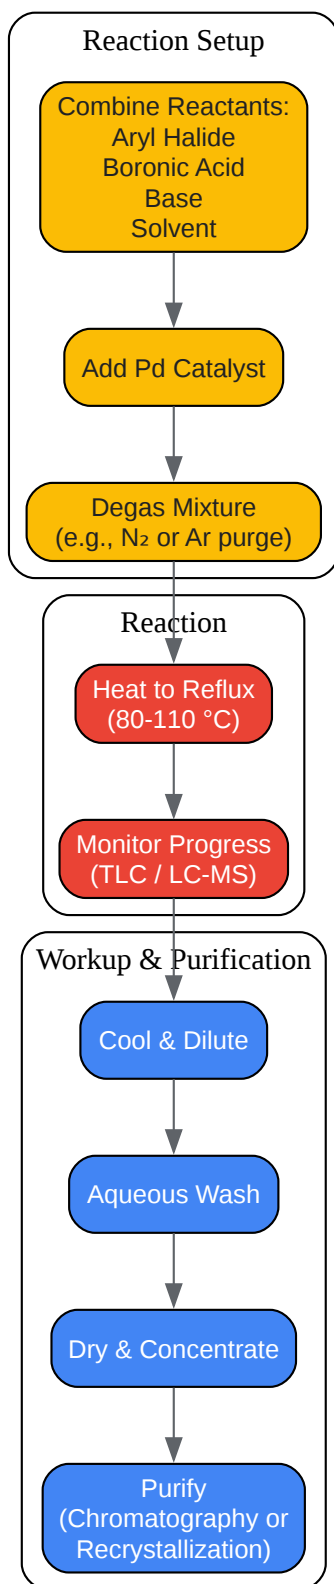 Reaction Setup
Combine Reactants:
Aryl Halide
Boronic Acid
Base
Solvent
Add Pd Catalyst
Degas Mixture
(e.g., N₂ or Ar purge)
Reaction
Heat to Reflux
(80-110 °C)
Monitor Progress
(TLC / LC-MS)
Workup & Purification
Cool & Dilute
Aqueous Wash
Dry & Concentrate
Purify
(Chromatography or
Recrystallization)